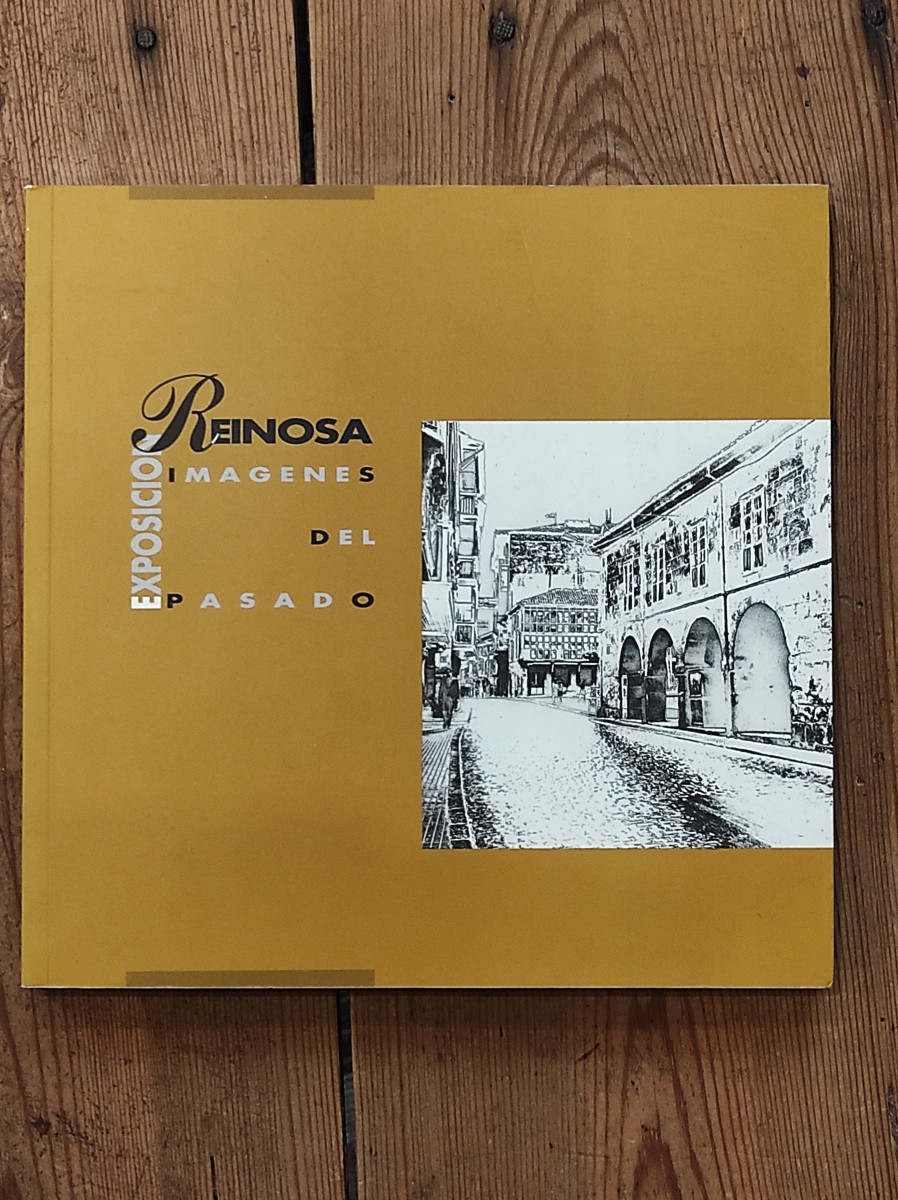 REINOSA
IMAGENES
DEL
PASADO
EXPOSICION